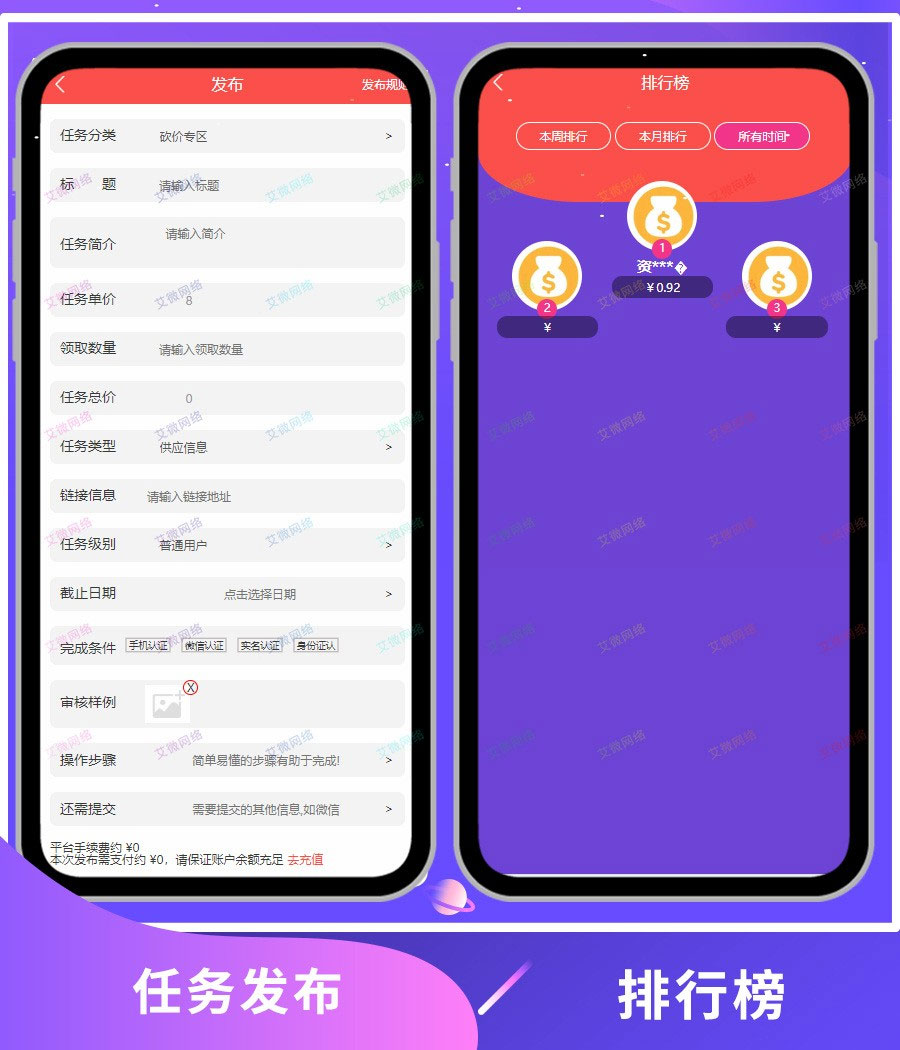 发布
发布规则
任务分类 砍价专区 >
标 题 请输入标题
任务简介 请输入简介
任务单价 8
领取数量 请输入领取数量
任务总价 0
任务类型 供应信息 >
链接信息 请输入链接地址
任务级别 普通用户 >
截止日期 点击选择日期 >
完成条件 手机认证 微信认证 实名认证 身份证认
审核样例 X
操作步骤 简单易懂的步骤有助于完成! >
还需提交 需要提交的其他信息,如微信 >
平台手续费约 ¥0
本次发布需支付约 ¥0，请保证账户余额充足 去充值
排行榜
本周排行 本月排行 所有时间
1
资***�
¥0.92
2
¥
3
¥
艾微网络
任务发布
排行榜